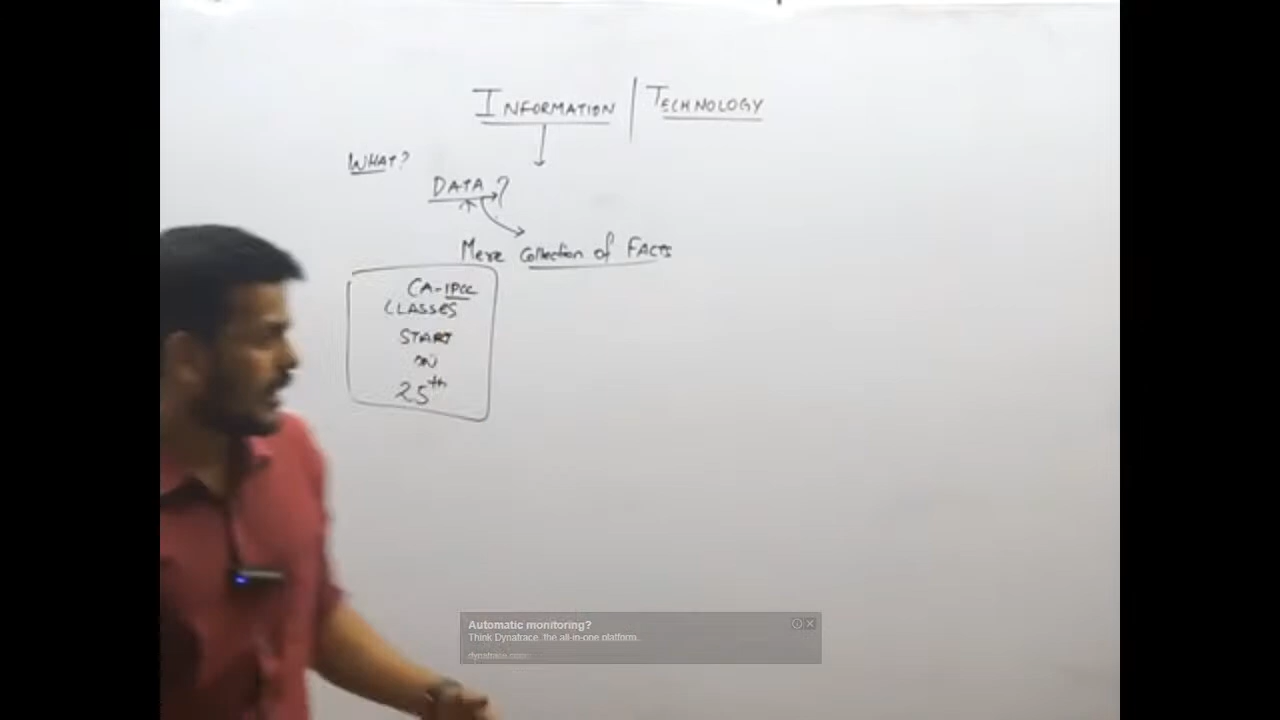 INFORMATION | TECHNOLOGY
WHAT?
DATA ?
Mere Collection of FACTS
CA-IPCC
CLASSES
START
ON
25th
Automatic monitoring?
Think Dynatrace, the all-in-one platform.